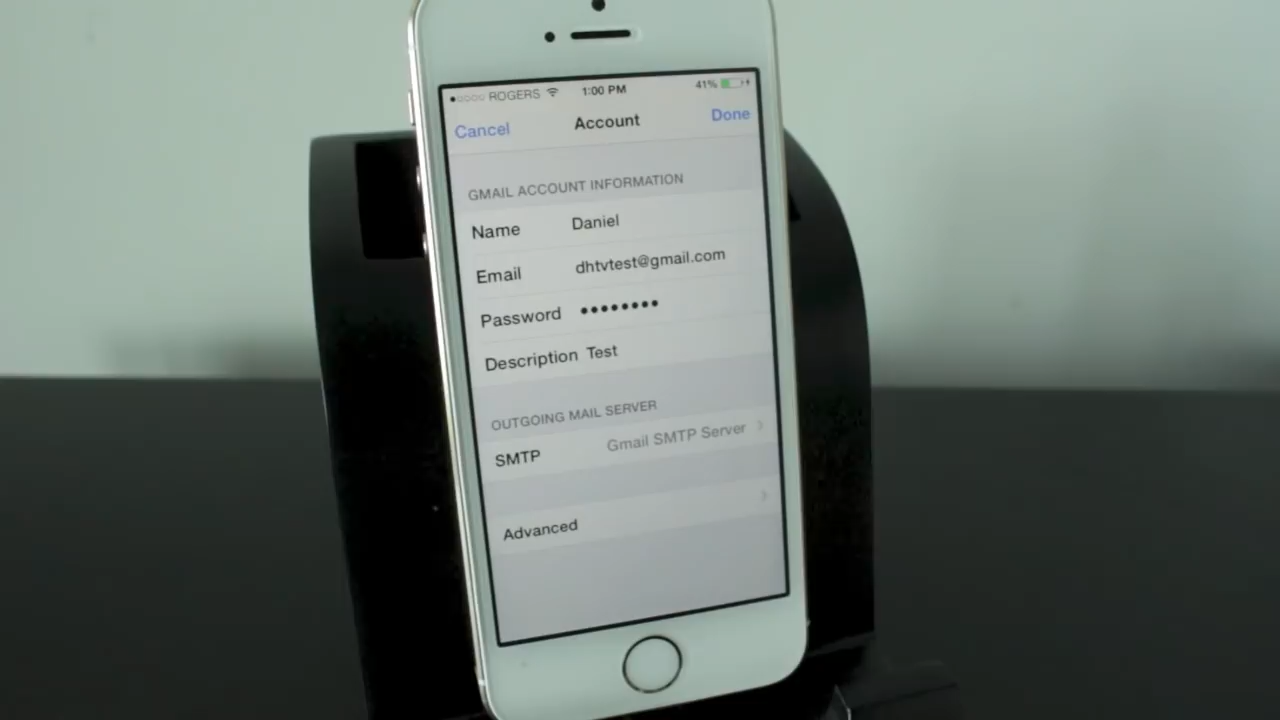 ROGERS 1:00 PM 41%
Cancel Account Done
GMAIL ACCOUNT INFORMATION
Name Daniel
Email dhtvtest@gmail.com
Password ••••••••
Description Test
OUTGOING MAIL SERVER
SMTP Gmail SMTP Server
Advanced